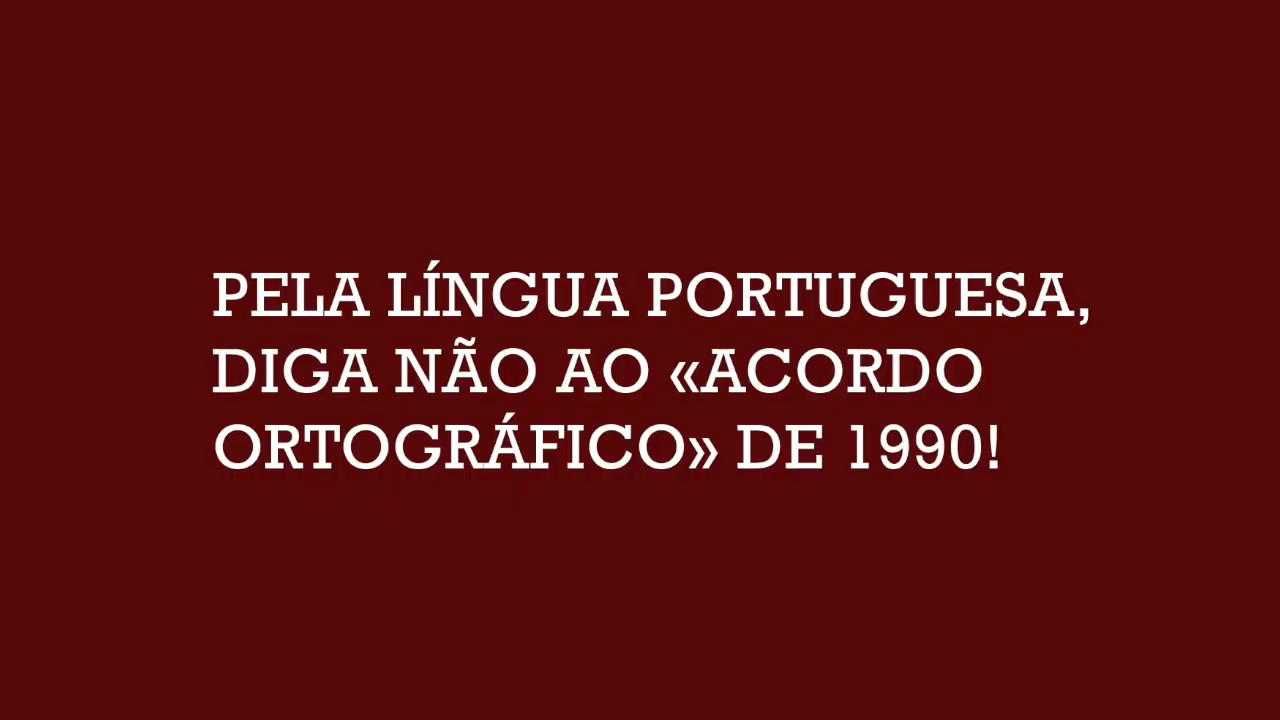 PELA LÍNGUA PORTUGUESA,
DIGA NÃO AO «ACORDO
ORTOGRÁFICO» DE 1990!